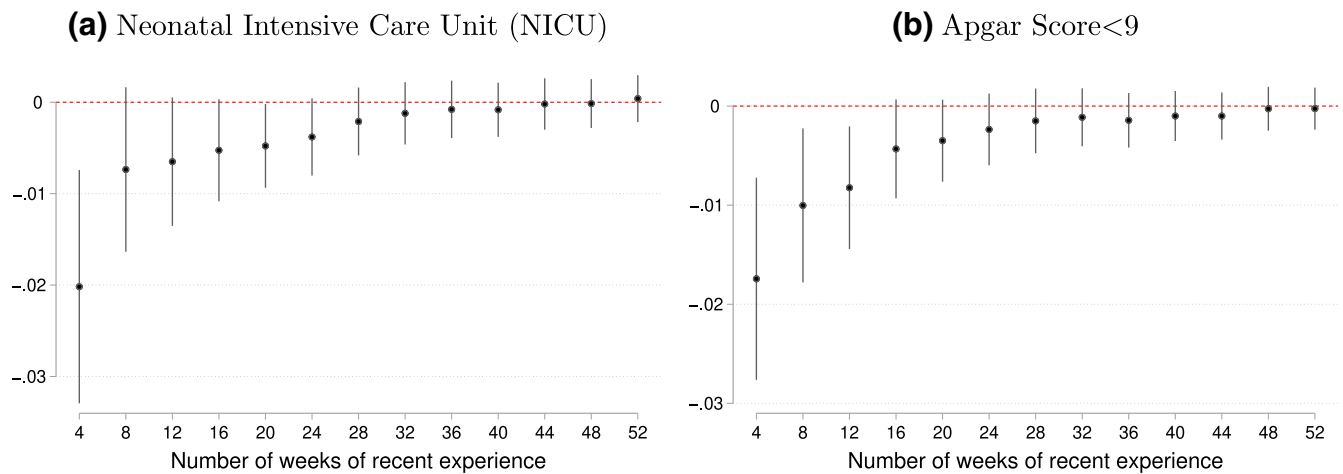 (a) Neonatal Intensive Care Unit (NICU)
0
-.01
-.02
-.03
4 8 12 16 20 24 28 32 36 40 44 48 52
Number of weeks of recent experience
(b) Apgar Score<9
0
-.01
-.02
-.03
4 8 12 16 20 24 28 32 36 40 44 48 52
Number of weeks of recent experience